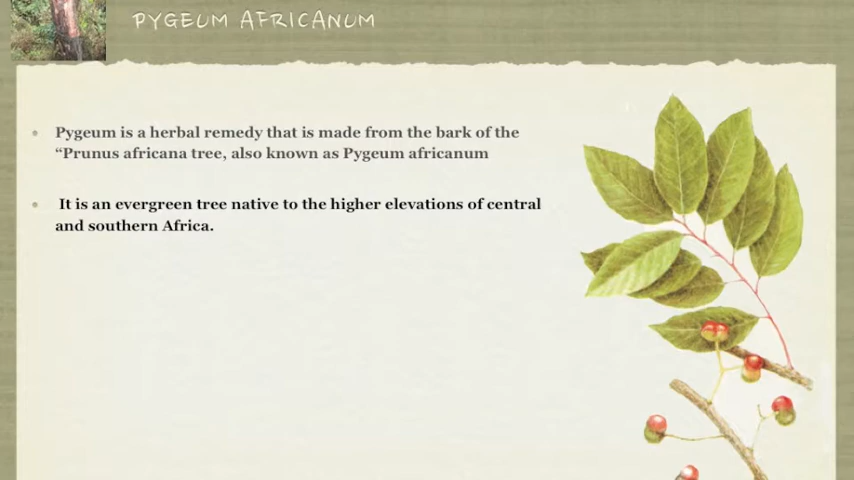 PYGEUM AFRICANUM
Pygeum is a herbal remedy that is made from the bark of the
“Prunus africana tree, also known as Pygeum africanum
It is an evergreen tree native to the higher elevations of central
and southern Africa.